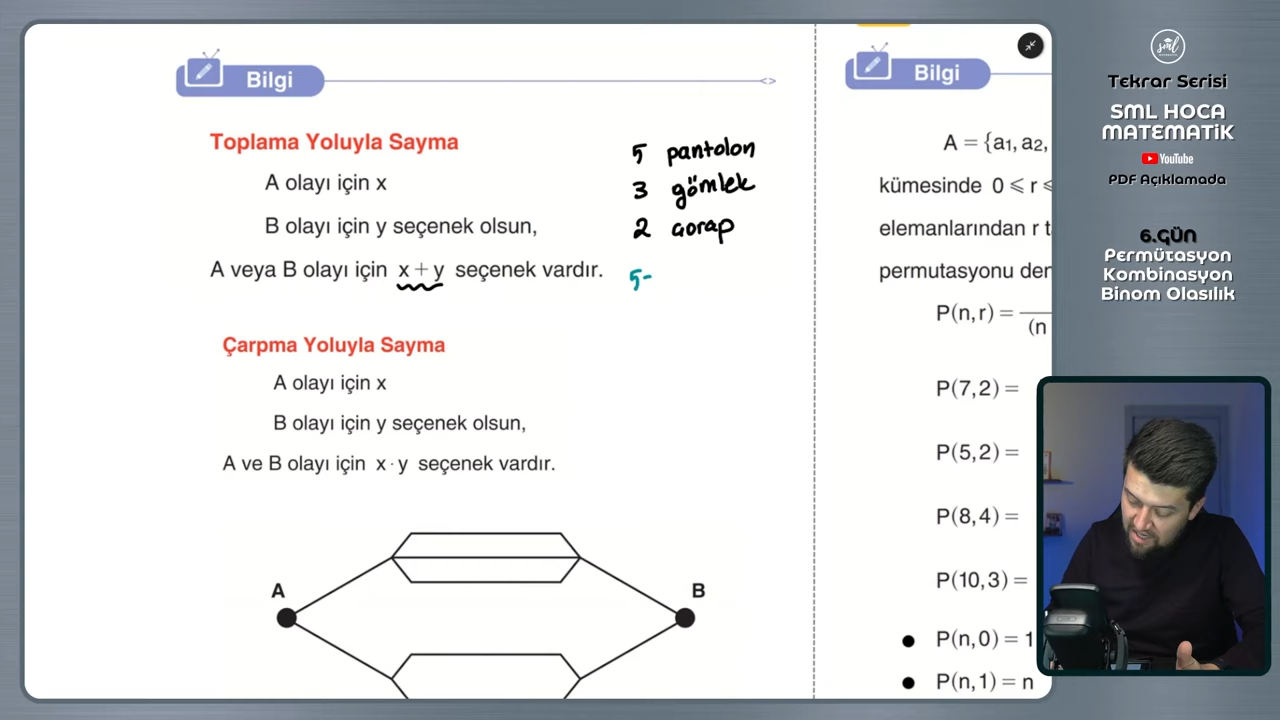 Bilgi
Toplama Yoluyla Sayma
A olayı için x
B olayı için y seçenek olsun,
A veya B olayı için x + y seçenek vardır.
5 pantolon
3 gömlek
2 çorap
5-
Çarpma Yoluyla Sayma
A olayı için x
B olayı için y seçenek olsun,
A ve B olayı için x · y seçenek vardır.
A
B
Bilgi
A = {a₁, a₂,
kümesinde 0 ⩽ r ⩽
elemanlarından r t
permutasyonu der
P(n,r) =
(n
P(7,2) =
P(5,2) =
P(8,4) =
P(10,3) =
● P(n,0) = 1
● P(n,1) = n
sml
Tekrar Serisi
SML HOCA
MATEMATİK
YouTube
PDF Açıklamada
6.GÜN
Permütasyon
Kombinasyon
Binom Olasılık